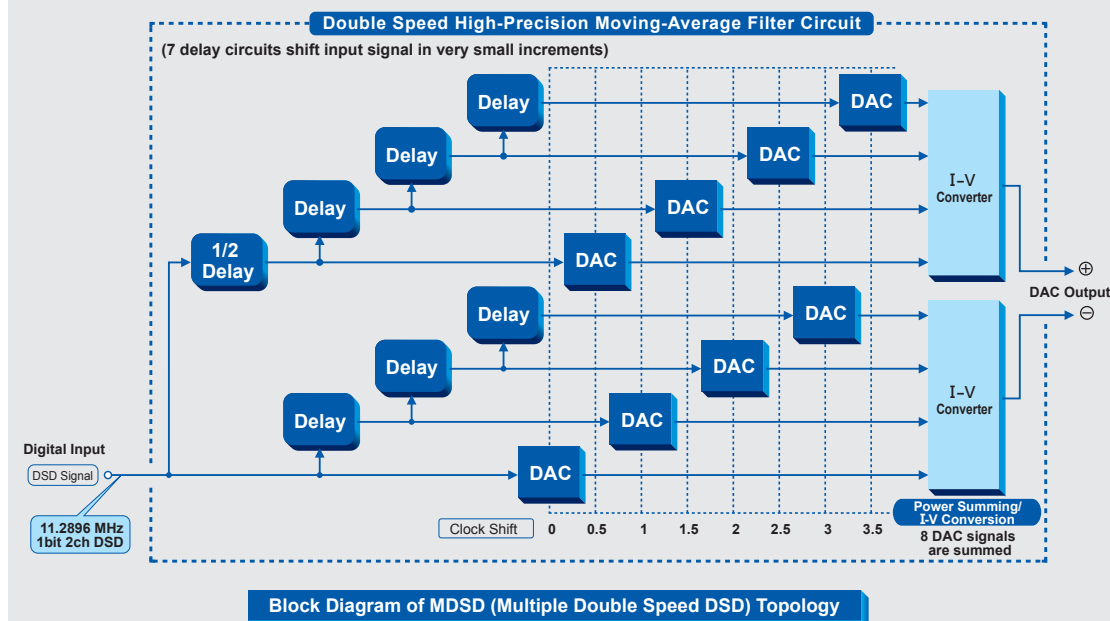 Double Speed High-Precision Moving-Average Filter Circuit
(7 delay circuits shift input signal in very small increments)
Delay
DAC
Delay
DAC
I-V
Converter
Delay
DAC
1/2
Delay
DAC
⊕
DAC Output
⊖
Delay
DAC
Delay
DAC
I-V
Converter
Delay
DAC
Digital Input
DSD Signal
DAC
11.2896 MHz
1bit 2ch DSD
Clock Shift 0 0.5 1 1.5 2 2.5 3 3.5
Power Summing/
I-V Conversion
8 DAC signals
are summed
Block Diagram of MDSD (Multiple Double Speed DSD) Topology